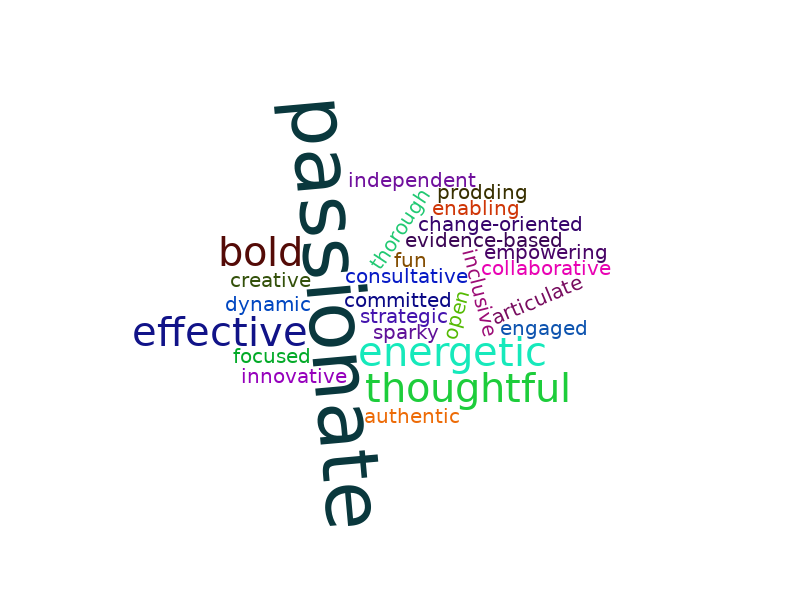 passionate
independent
prodding
thorough
enabling
change-oriented
evidence-based
bold
empowering
fun
inclusive
collaborative
creative
consultative
dynamic
committed
open
articulate
strategic
effective
sparky
engaged
energetic
focused
innovative
thoughtful
authentic